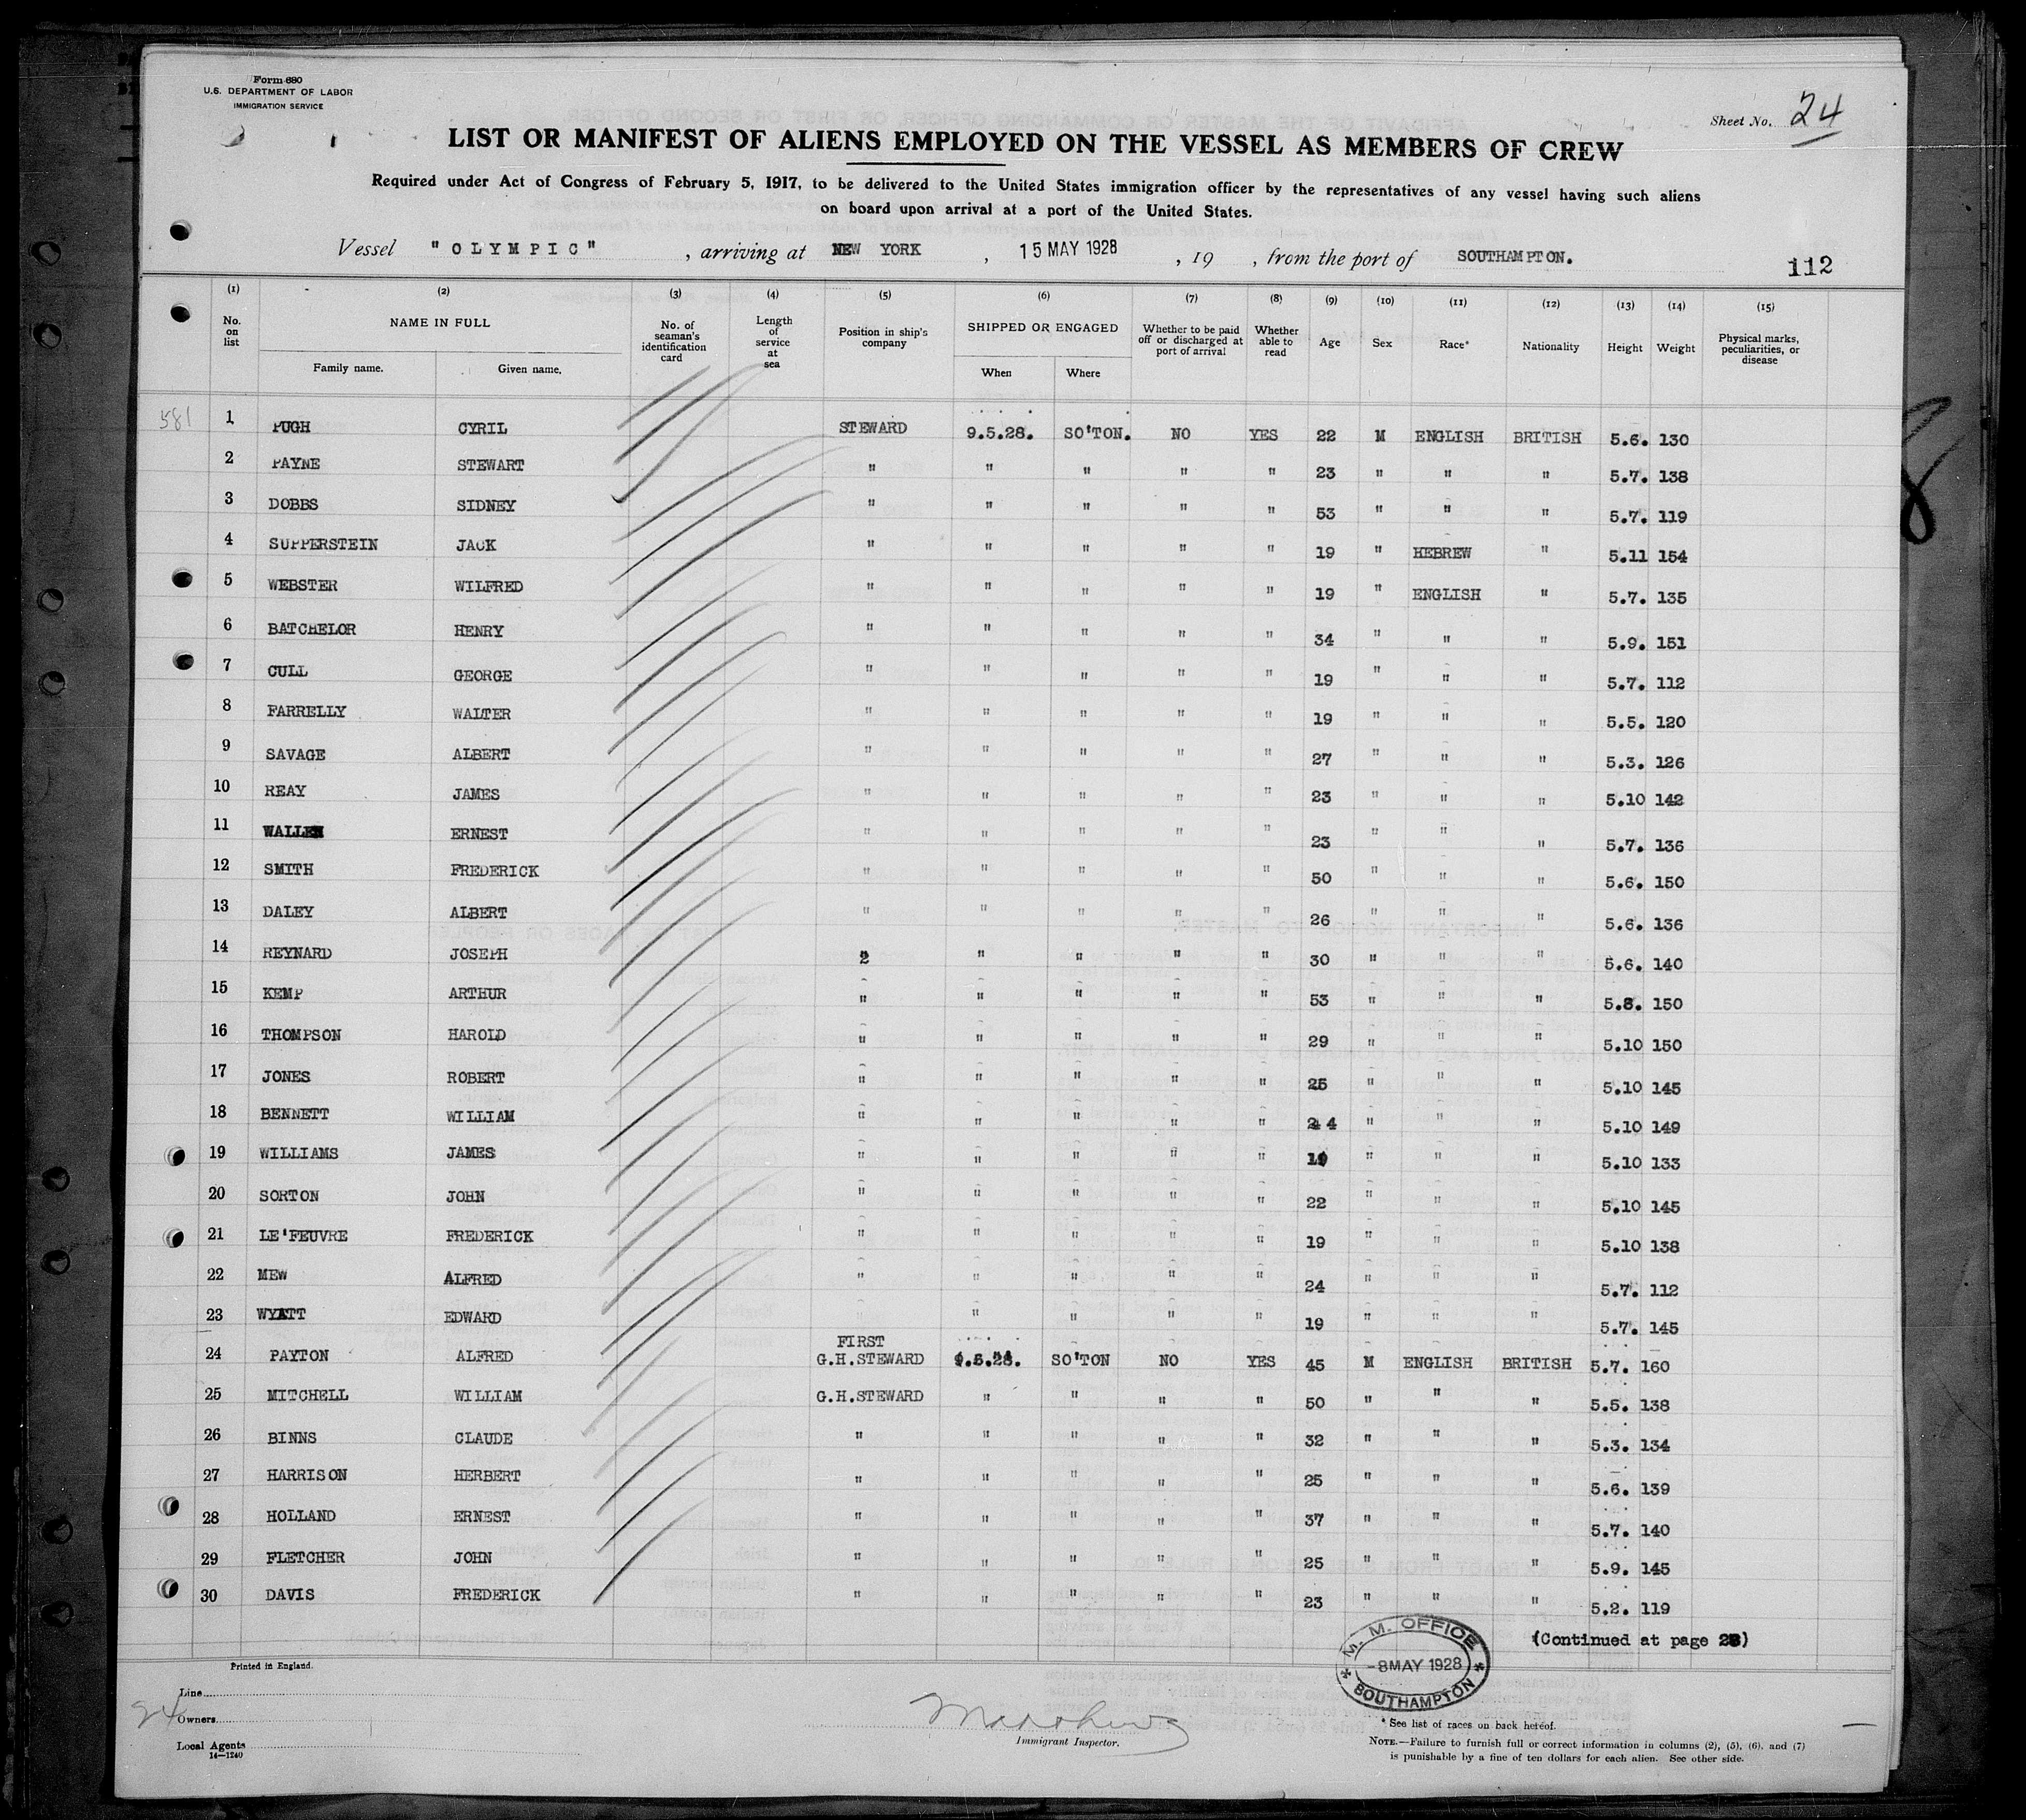 Form 680
U.S. DEPARTMENT OF LABOR
IMMIGRATION SERVICE
Sheet No. 24
LIST OR MANIFEST OF ALIENS EMPLOYED ON THE VESSEL AS MEMBERS OF CREW
Required under Act of Congress of February 5, 1917, to be delivered to the United States immigration officer by the representatives of any vessel having such aliens
on board upon arrival at a port of the United States.
Vessel "OLYMPIC", arriving at NEW YORK, 15 MAY 1928, 19 , from the port of SOUTHAMPTON.
112
(1) (2) (3) (4) (5) (6) (7) (8) (9) (10) (11) (12) (13) (14) (15)
No. on list NAME IN FULL Family name. Given name. No. of seaman's identification card Length of service at sea Position in ship's company SHIPPED OR ENGAGED When Where Whether to be paid off or discharged at port of arrival Whether able to read Age Sex Race* Nationality Height Weight Physical marks, peculiarities, or disease
581 1 PUGH CYRIL STEWARD 9.5.28. SO'TON. NO YES 22 M ENGLISH BRITISH 5.6. 130
2 PAYNE STEWART " " " " " 23 " " " 5.7. 138
3 DOBBS SIDNEY " " " " " 53 " " " 5.7. 119
4 SUPPERSTEIN JACK " " " " " 19 " HEBREW " 5.11 154
5 WEBSTER WILFRED " " " " " 19 " ENGLISH " 5.7. 135
6 BATCHELOR HENRY " " " " " 34 " " " 5.9. 151
7 CULL GEORGE " " " " " 19 " " " 5.7. 112
8 FARRELLY WALTER " " " " " 19 " " " 5.5. 120
9 SAVAGE ALBERT " " " " " 27 " " " 5.3. 126
10 REAY JAMES " " " " " 23 " " " 5.10 142
11 WALLEN ERNEST " " " " " 23 " " " 5.7. 136
12 SMITH FREDERICK " " " " " 50 " " " 5.6. 150
13 DALEY ALBERT " " " " " 26 " " " 5.6. 136
14 REYNARD JOSEPH " " " " " 30 " " " 5.6. 140
15 KEMP ARTHUR " " " " " 53 " " " 5.8. 150
16 THOMPSON HAROLD " " " " " 29 " " " 5.10 150
17 JONES ROBERT " " " " " 25 " " " 5.10 145
18 BENNETT WILLIAM " " " " " 24 " " " 5.10 149
19 WILLIAMS JAMES " " " " " 19 " " " 5.10 133
20 SORTON JOHN " " " " " 22 " " " 5.10 145
21 LE'FEUVRE FREDERICK " " " " " 19 " " " 5.10 138
22 MEW ALFRED " " " " " 24 " " " 5.7. 112
23 WYATT EDWARD " " " " " 19 " " " 5.7. 145
24 PAYTON ALFRED FIRST G.H.STEWARD 9.5.28. SO'TON NO YES 45 M ENGLISH BRITISH 5.7. 160
25 MITCHELL WILLIAM G.H.STEWARD " " " " 50 " " " 5.5. 138
26 BINNS CLAUDE " " " " " 32 " " " 5.3. 134
27 HARRISON HERBERT " " " " " 25 " " " 5.6. 139
28 HOLLAND ERNEST " " " " " 37 " " " 5.7. 140
29 FLETCHER JOHN " " " " " 25 " " " 5.9. 145
30 DAVIS FREDERICK " " " " " 23 " " " 5.2. 119
(Continued at page )
M. M. OFFICE
-8 MAY 1928
SOUTHAMPTON
Printed in England.
Line
24
Owners
Local Agents
14—1240
Immigrant Inspector.
* See list of races on back hereof.
NOTE.—Failure to furnish full or correct information in columns (2), (5), (6), and (7)
is punishable by a fine of ten dollars for each alien. See other side.
8